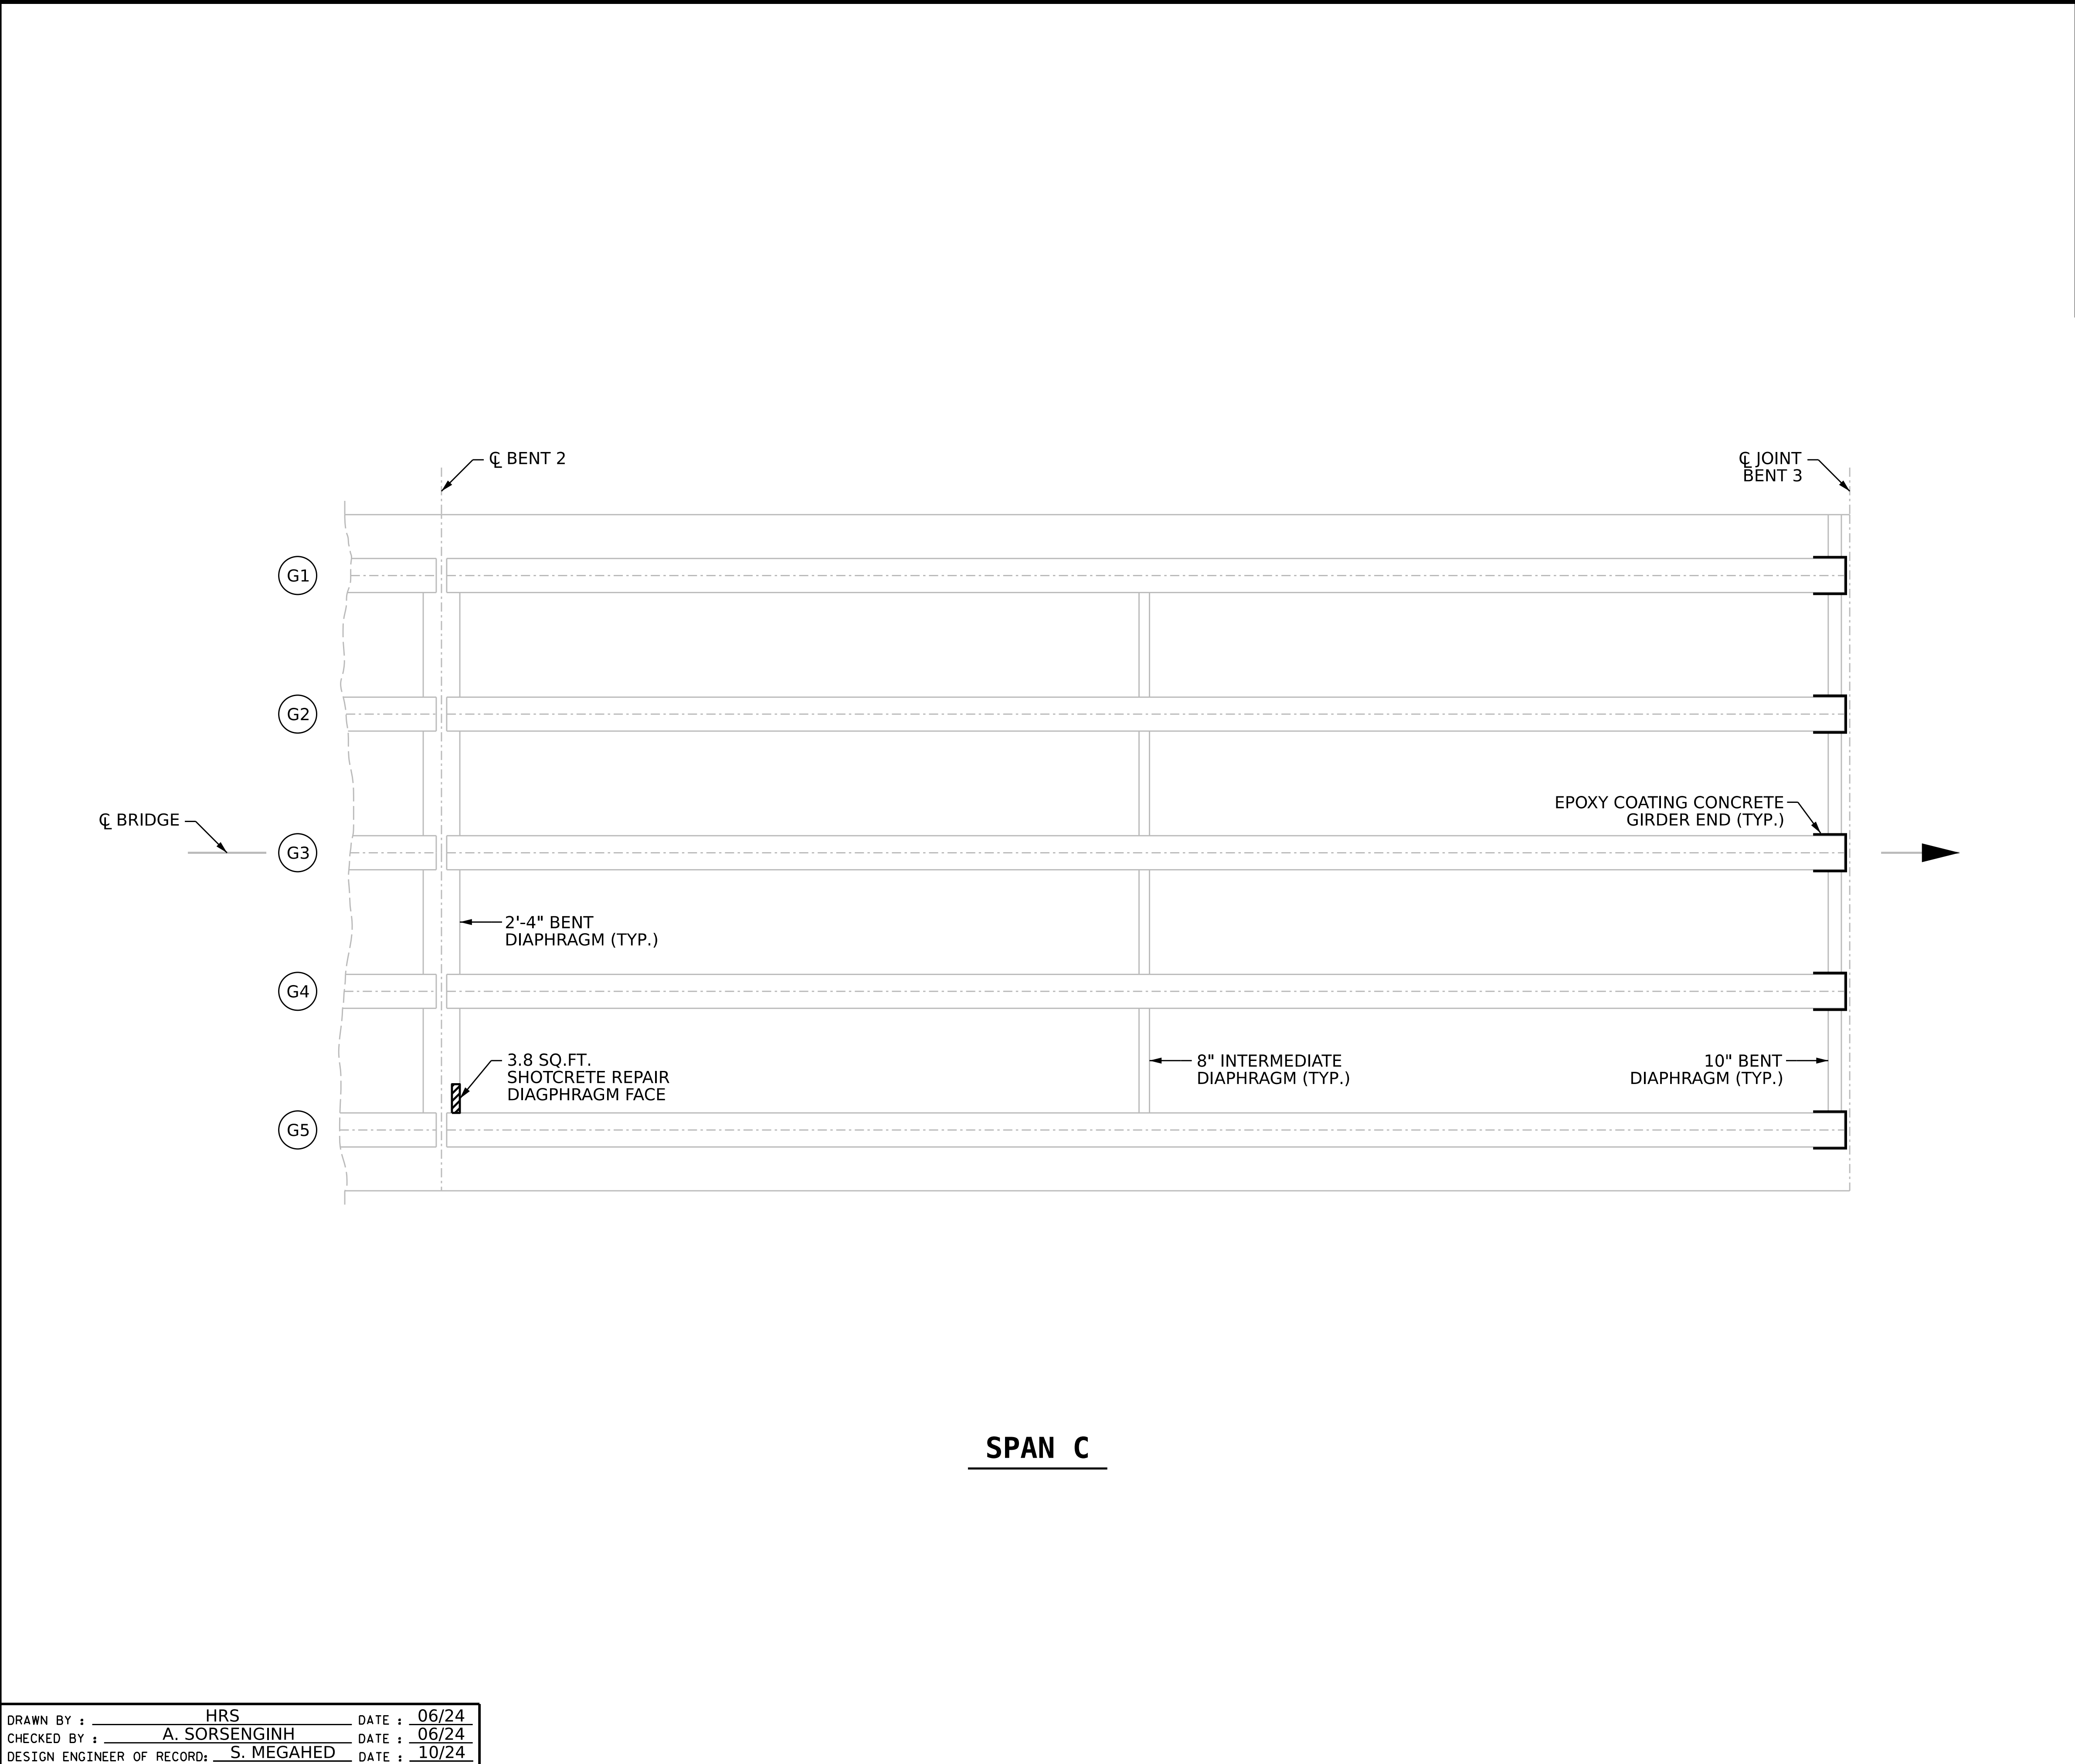 ℄ BENT 2
℄ JOINT
BENT 3
G1
G2
EPOXY COATING CONCRETE
GIRDER END (TYP.)
℄ BRIDGE
G3
2'-4" BENT
DIAPHRAGM (TYP.)
G4
3.8 SQ.FT.
SHOTCRETE REPAIR
DIAGPHRAGM FACE
8" INTERMEDIATE
DIAPHRAGM (TYP.)
10" BENT
DIAPHRAGM (TYP.)
G5
SPAN C
DRAWN BY : HRS DATE : 06/24
CHECKED BY : A. SORSENGINH DATE : 06/24
DESIGN ENGINEER OF RECORD: S. MEGAHED DATE : 10/24